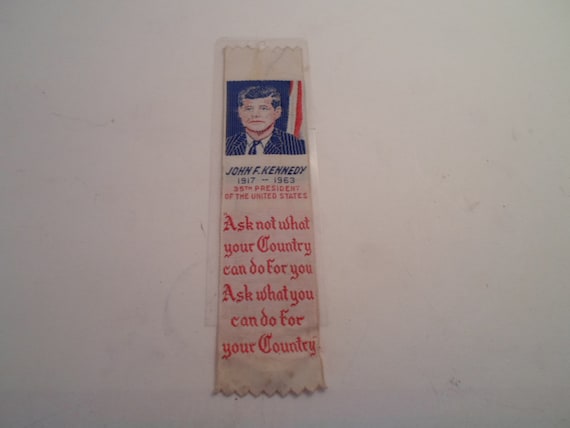 JOHN F. KENNEDY
1917 - 1963
35TH PRESIDENT
OF THE UNITED STATES
"Ask not what
your Country
can do for you
Ask what you
can do for
your Country"